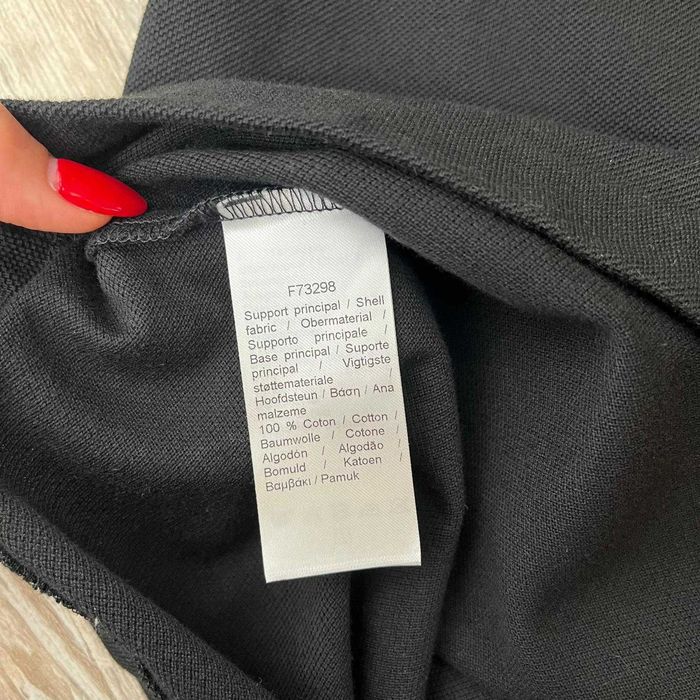 F73298
Support principal / Shell
fabric / Obermaterial /
Supporto principale /
Base principal / Suporte
principal / Vigtigste
støttemateriale /
Hoofdsteun / Βάση / Ana
malzeme
100 % Coton / Cotton /
Baumwolle / Cotone /
Algodón / Algodão /
Bomuld / Katoen /
Βαμβάκι / Pamuk